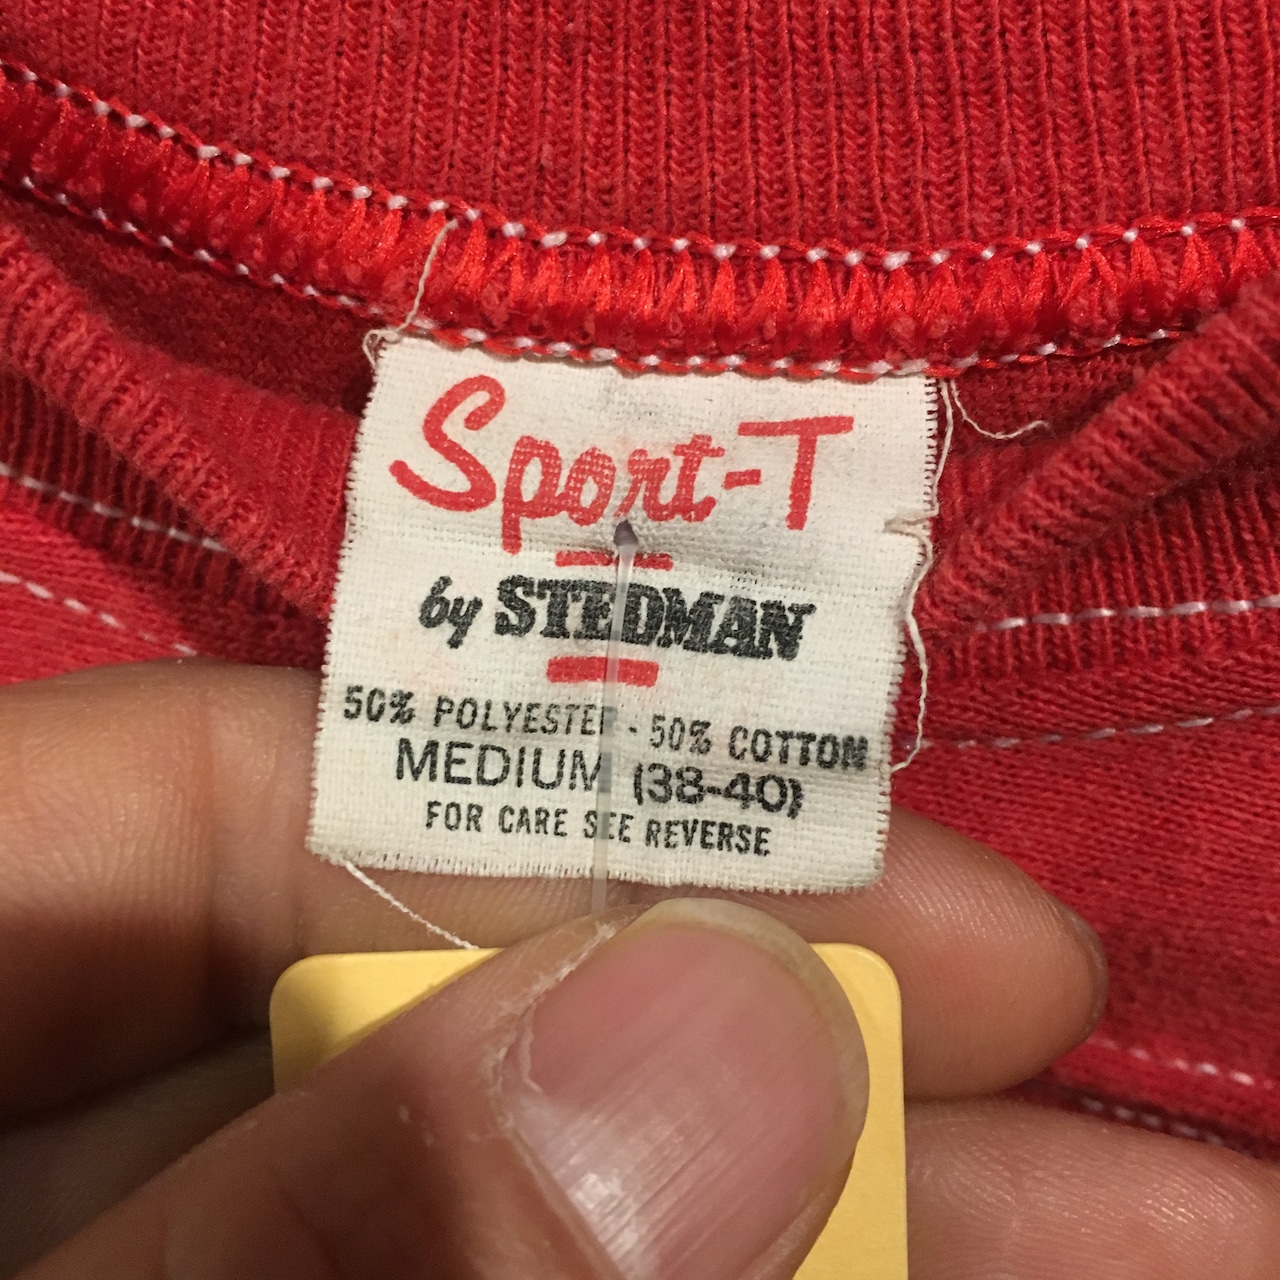 Sport-T
by STEDMAN
50% POLYESTER - 50% COTTON
MEDIUM (38-40)
FOR CARE SEE REVERSE